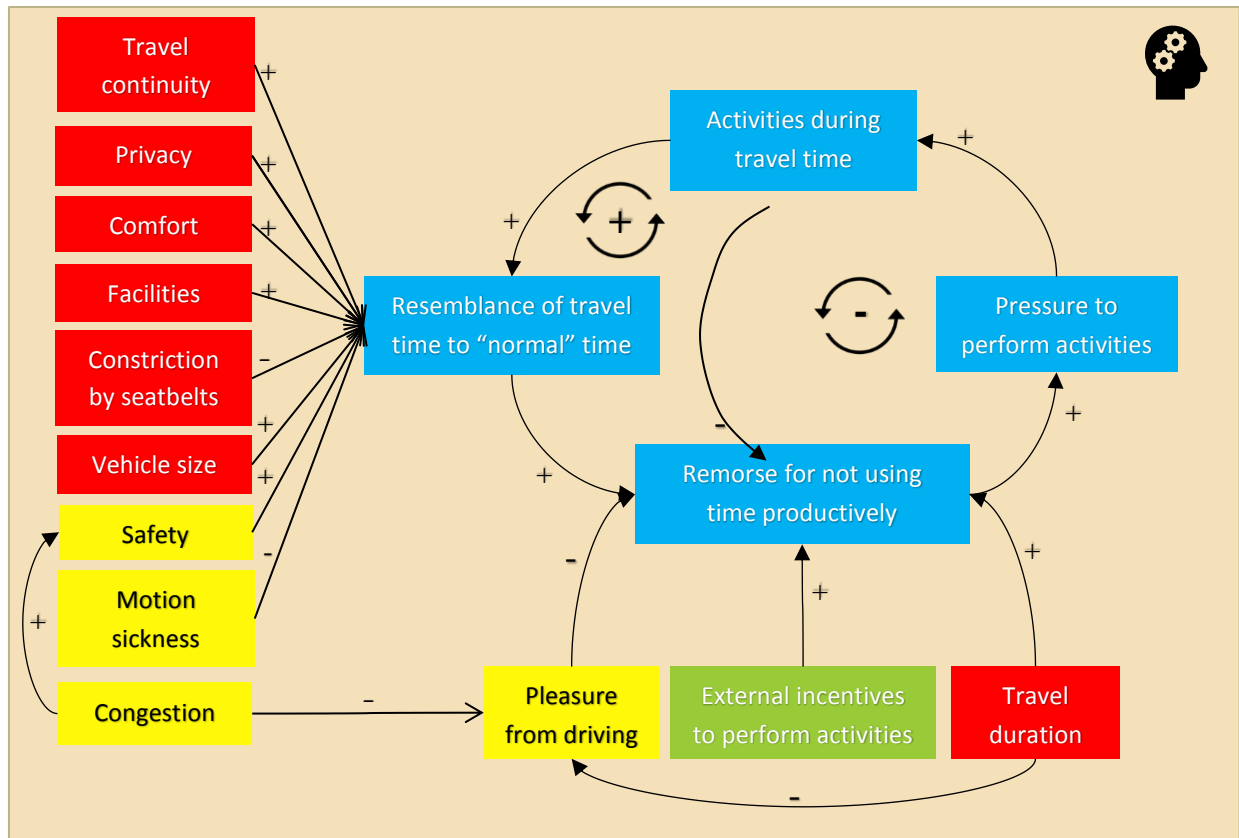 Travel
continuity
+
Privacy
+
Comfort
+
Facilities
+
Constriction
by seatbelts
–
Vehicle size
+
Safety
+
Motion
sickness
-
Congestion
+
–
Activities during
travel time
+
+
+
-
Resemblance of travel
time to “normal” time
Pressure to
perform activities
+
-
+
Remorse for not using
time productively
-
+
+
Pleasure
from driving
External incentives
to perform activities
Travel
duration
-